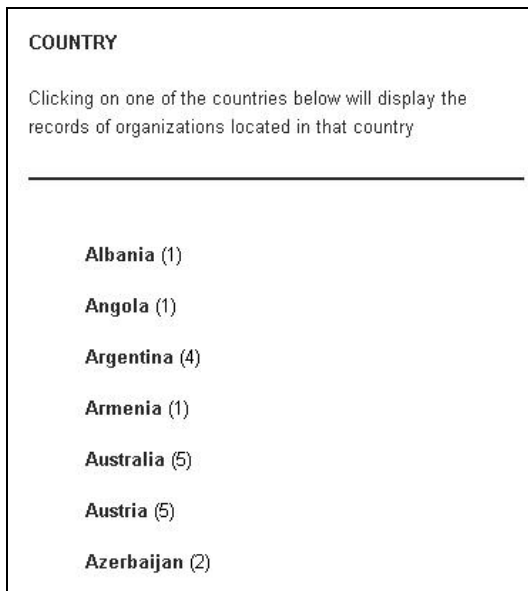 COUNTRY
Clicking on one of the countries below will display the
records of organizations located in that country
Albania (1)
Angola (1)
Argentina (4)
Armenia (1)
Australia (5)
Austria (5)
Azerbaijan (2)